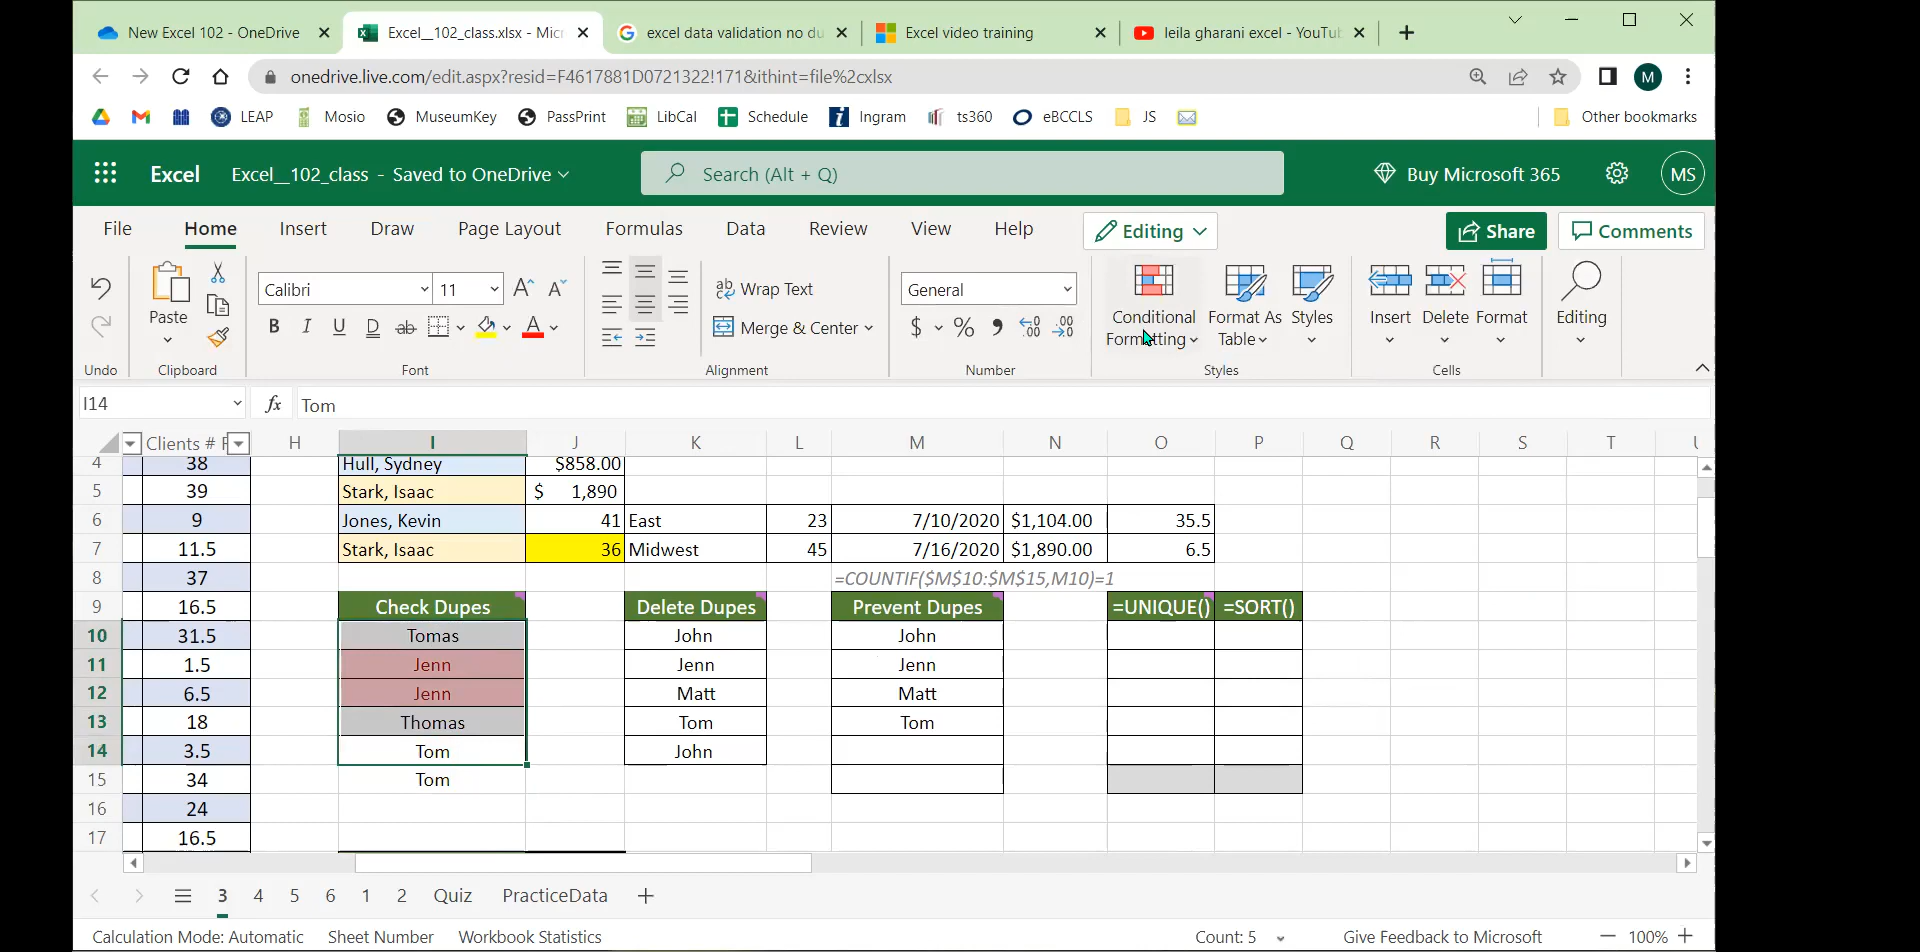 New Excel 102 - OneDrive
Excel__102_class.xlsx - Mic
excel data validation no du
Excel video training
leila gharani excel - YouTu
onedrive.live.com/edit.aspx?resid=F4617881D0721322!171&ithint=file%2cxlsx
M
LEAP
Mosio
MuseumKey
PassPrint
LibCal
Schedule
Ingram
ts360
eBCCLS
JS
Other bookmarks
Excel
Excel__102_class - Saved to OneDrive
Search (Alt + Q)
Buy Microsoft 365
MS
File
Home
Insert
Draw
Page Layout
Formulas
Data
Review
View
Help
Editing
Share
Comments
Paste
Calibri
11
A^
A
B I U D ab
A
ab Wrap Text
Merge & Center
General
$ % , .00 .00
Conditional Formatting
Format As Table
Styles
Insert
Delete
Format
Editing
Undo
Clipboard
Font
Alignment
Number
Styles
Cells
I14
fx Tom
Clients # F H I J K L M N O P Q R S T U
4 38 Hull, Sydney $858.00
5 39 Stark, Isaac $ 1,890
6 9 Jones, Kevin 41 East 23 7/10/2020 $1,104.00 35.5
7 11.5 Stark, Isaac 36 Midwest 45 7/16/2020 $1,890.00 6.5
8 37 =COUNTIF($M$10:$M$15,M10)=1
9 16.5 Check Dupes Delete Dupes Prevent Dupes =UNIQUE() =SORT()
10 31.5 Tomas John John
11 1.5 Jenn Jenn Jenn
12 6.5 Jenn Matt Matt
13 18 Thomas Tom Tom
14 3.5 Tom John
15 34 Tom
16 24
17 16.5
3 4 5 6 1 2 Quiz PracticeData +
Calculation Mode: Automatic Sheet Number Workbook Statistics Count: 5 Give Feedback to Microsoft — 100% +